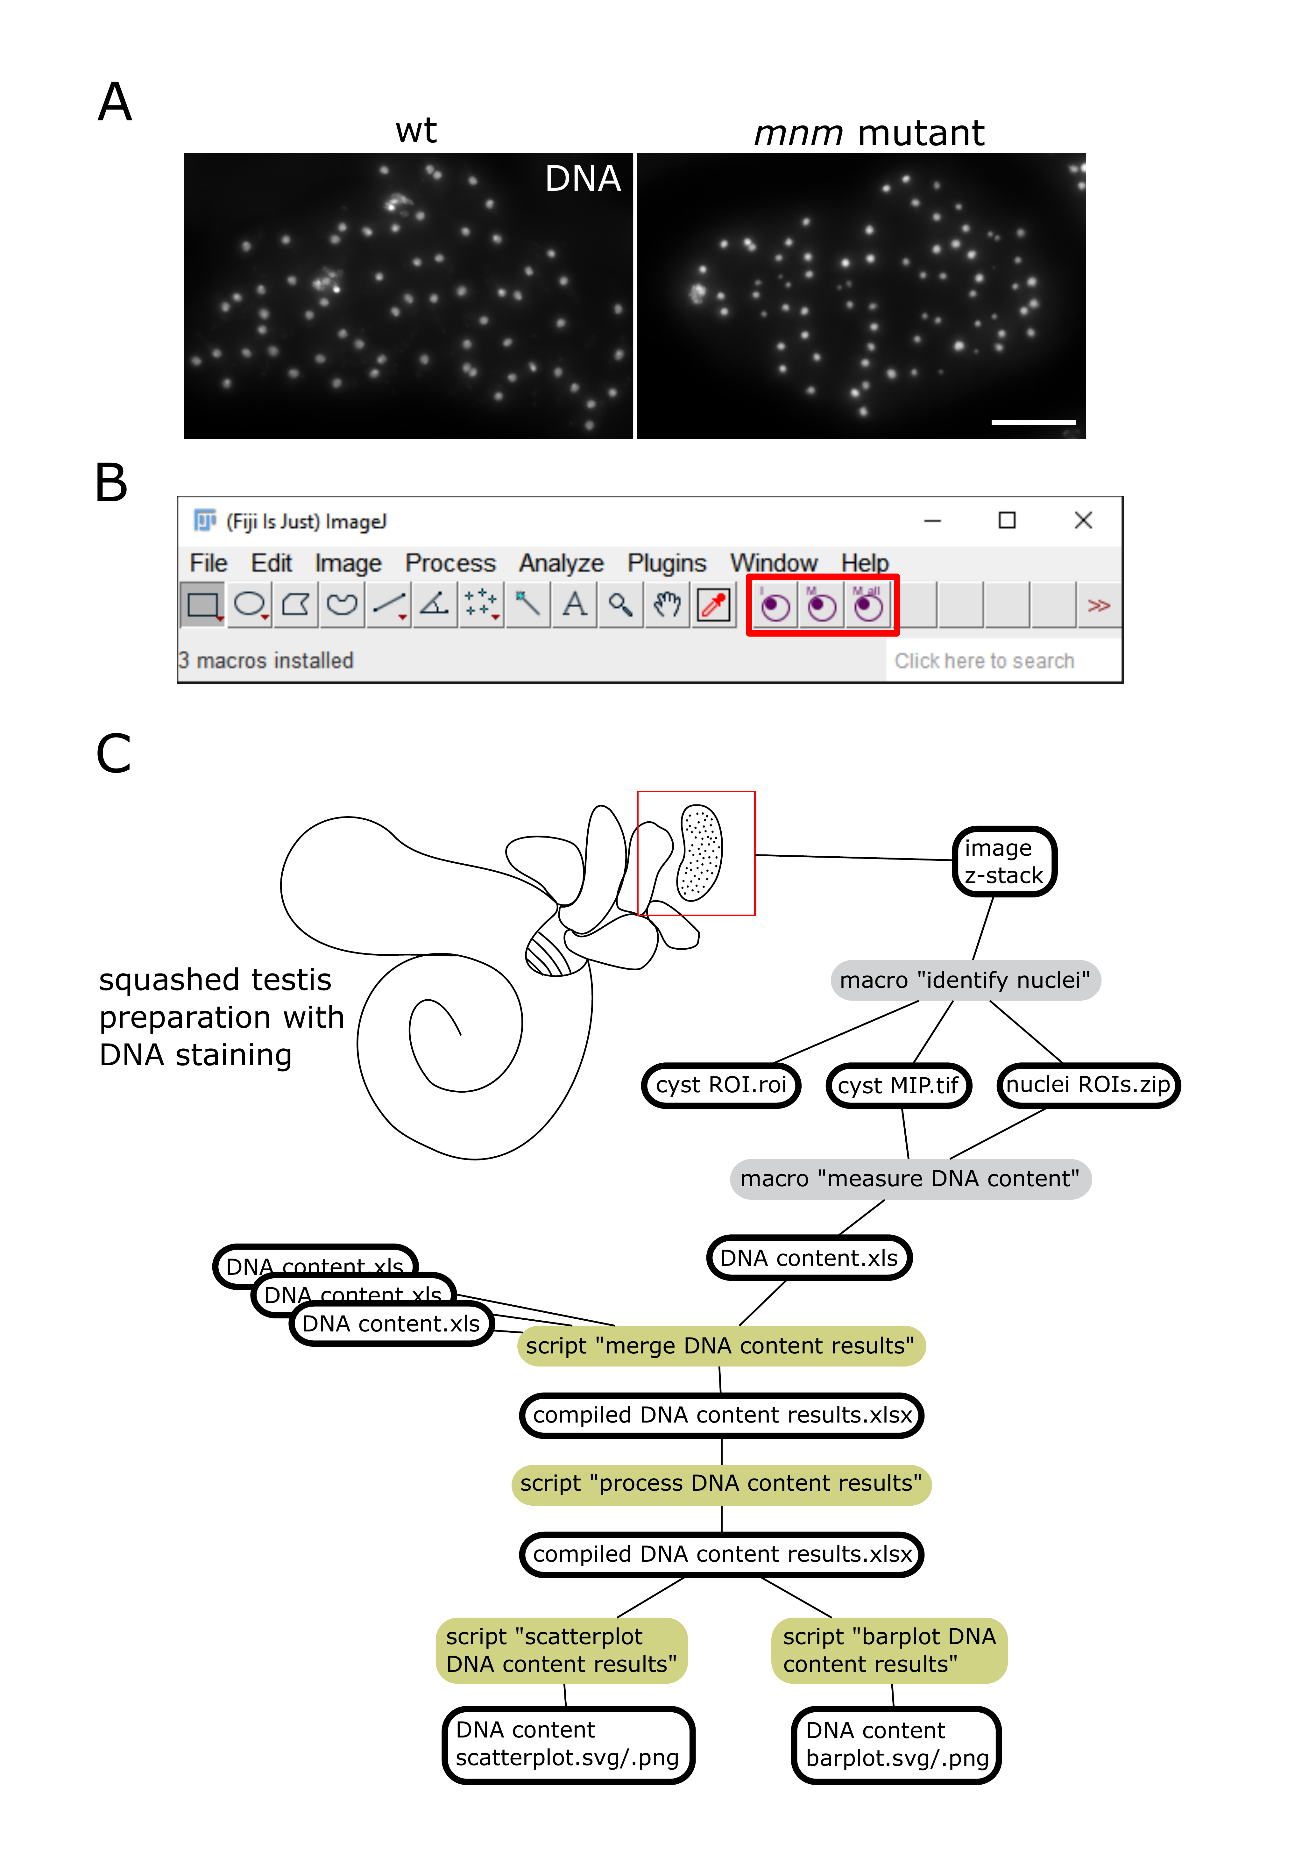 A
wt
mnm mutant
DNA
B
(Fiji Is Just) ImageJ
File Edit Image Process Analyze Plugins Window Help
I M M all
A
>>
3 macros installed
Click here to search
C
image
z-stack
squashed testis
preparation with
DNA staining
macro "identify nuclei"
cyst ROI.roi
cyst MIP.tif
nuclei ROIs.zip
macro "measure DNA content"
DNA content.xls
DNA content.xls
DNA content.xls
DNA content.xls
script "merge DNA content results"
compiled DNA content results.xlsx
script "process DNA content results"
compiled DNA content results.xlsx
script "scatterplot
DNA content results"
script "barplot DNA
content results"
DNA content
scatterplot.svg/.png
DNA content
barplot.svg/.png